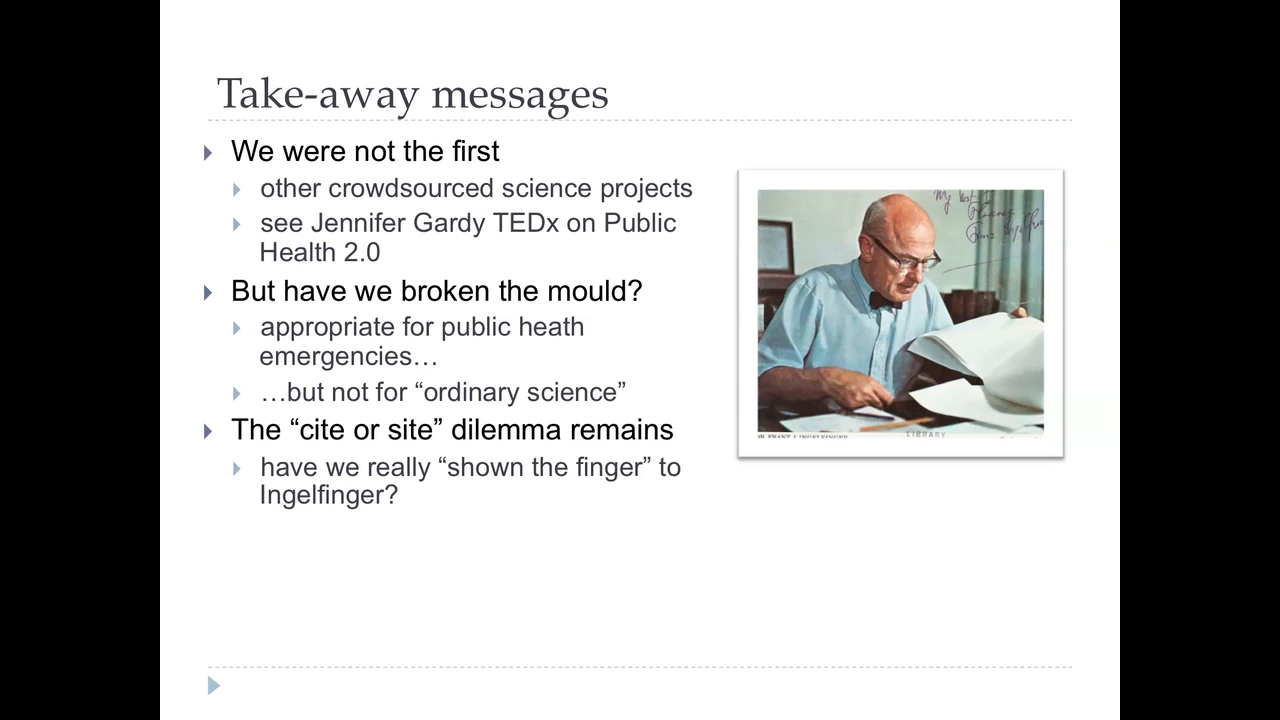 Take-away messages
We were not the first
other crowdsourced science projects
see Jennifer Gardy TEDx on Public
Health 2.0
But have we broken the mould?
appropriate for public heath
emergencies…
…but not for “ordinary science”
The “cite or site” dilemma remains
have we really “shown the finger” to
Ingelfinger?
My
LIBRARY